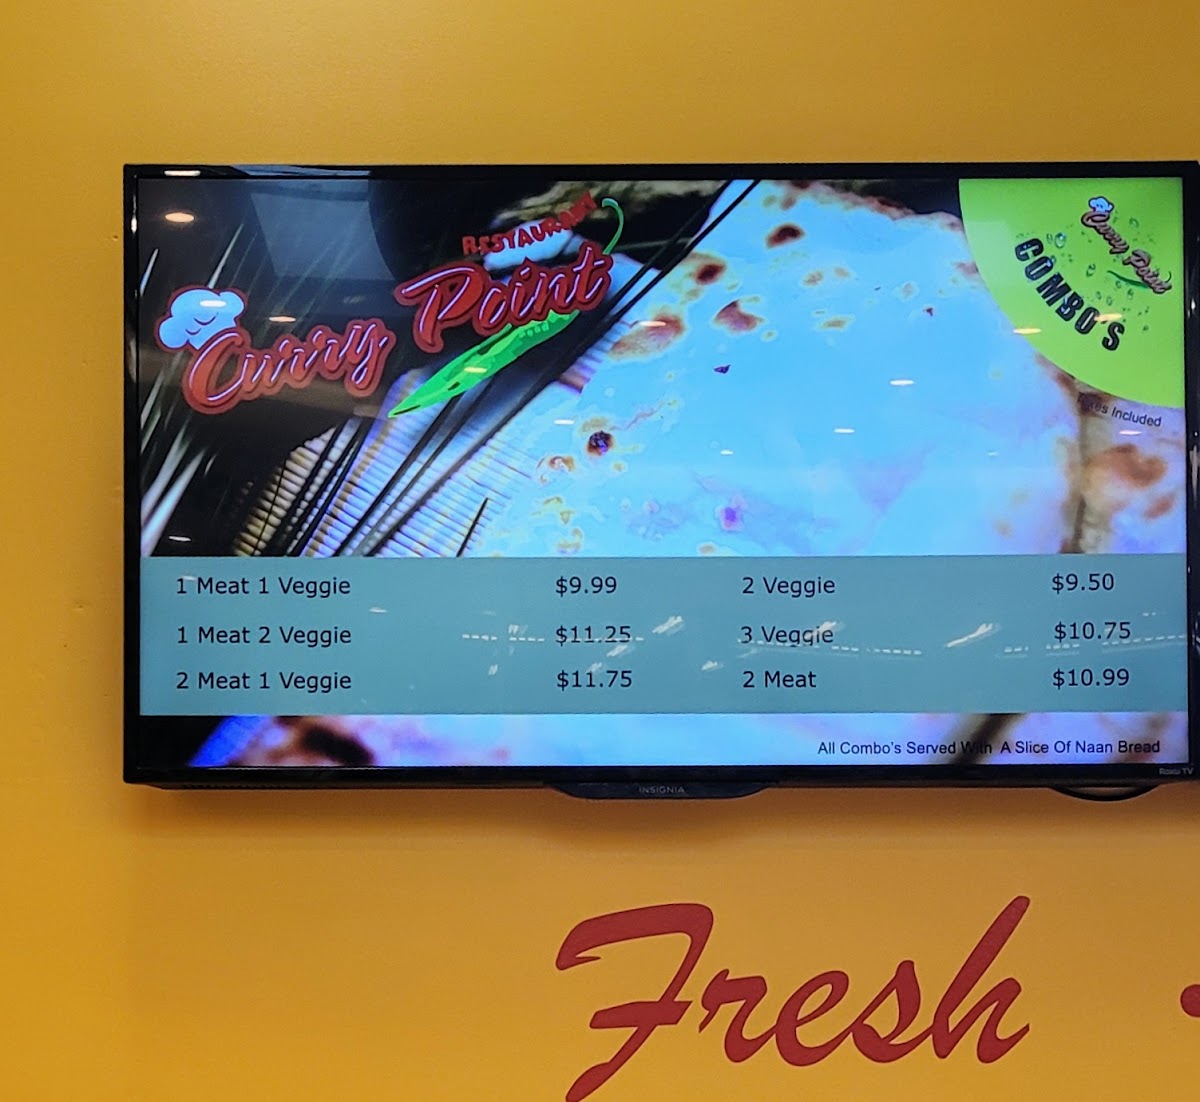 RESTAURANT
Curry Point
Curry Point
COMBO'S
Included
1 Meat 1 Veggie $9.99 2 Veggie $9.50
1 Meat 2 Veggie $11.25 3 Veggie $10.75
2 Meat 1 Veggie $11.75 2 Meat $10.99
All Combo's Served With A Slice Of Naan Bread
Roku TV
INSIGNIA
Fresh